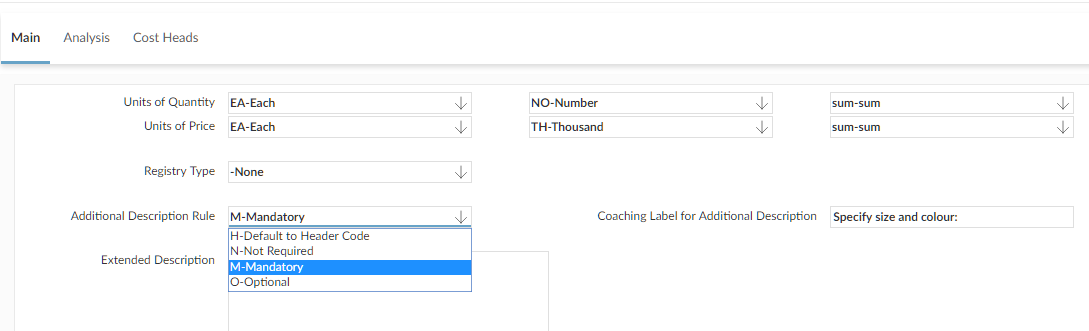 Main Analysis Cost Heads
Units of Quantity EA-Each NO-Number sum-sum
Units of Price EA-Each TH-Thousand sum-sum
Registry Type -None
Additional Description Rule M-Mandatory Coaching Label for Additional Description Specify size and colour:
H-Default to Header Code
N-Not Required
Extended Description M-Mandatory
O-Optional